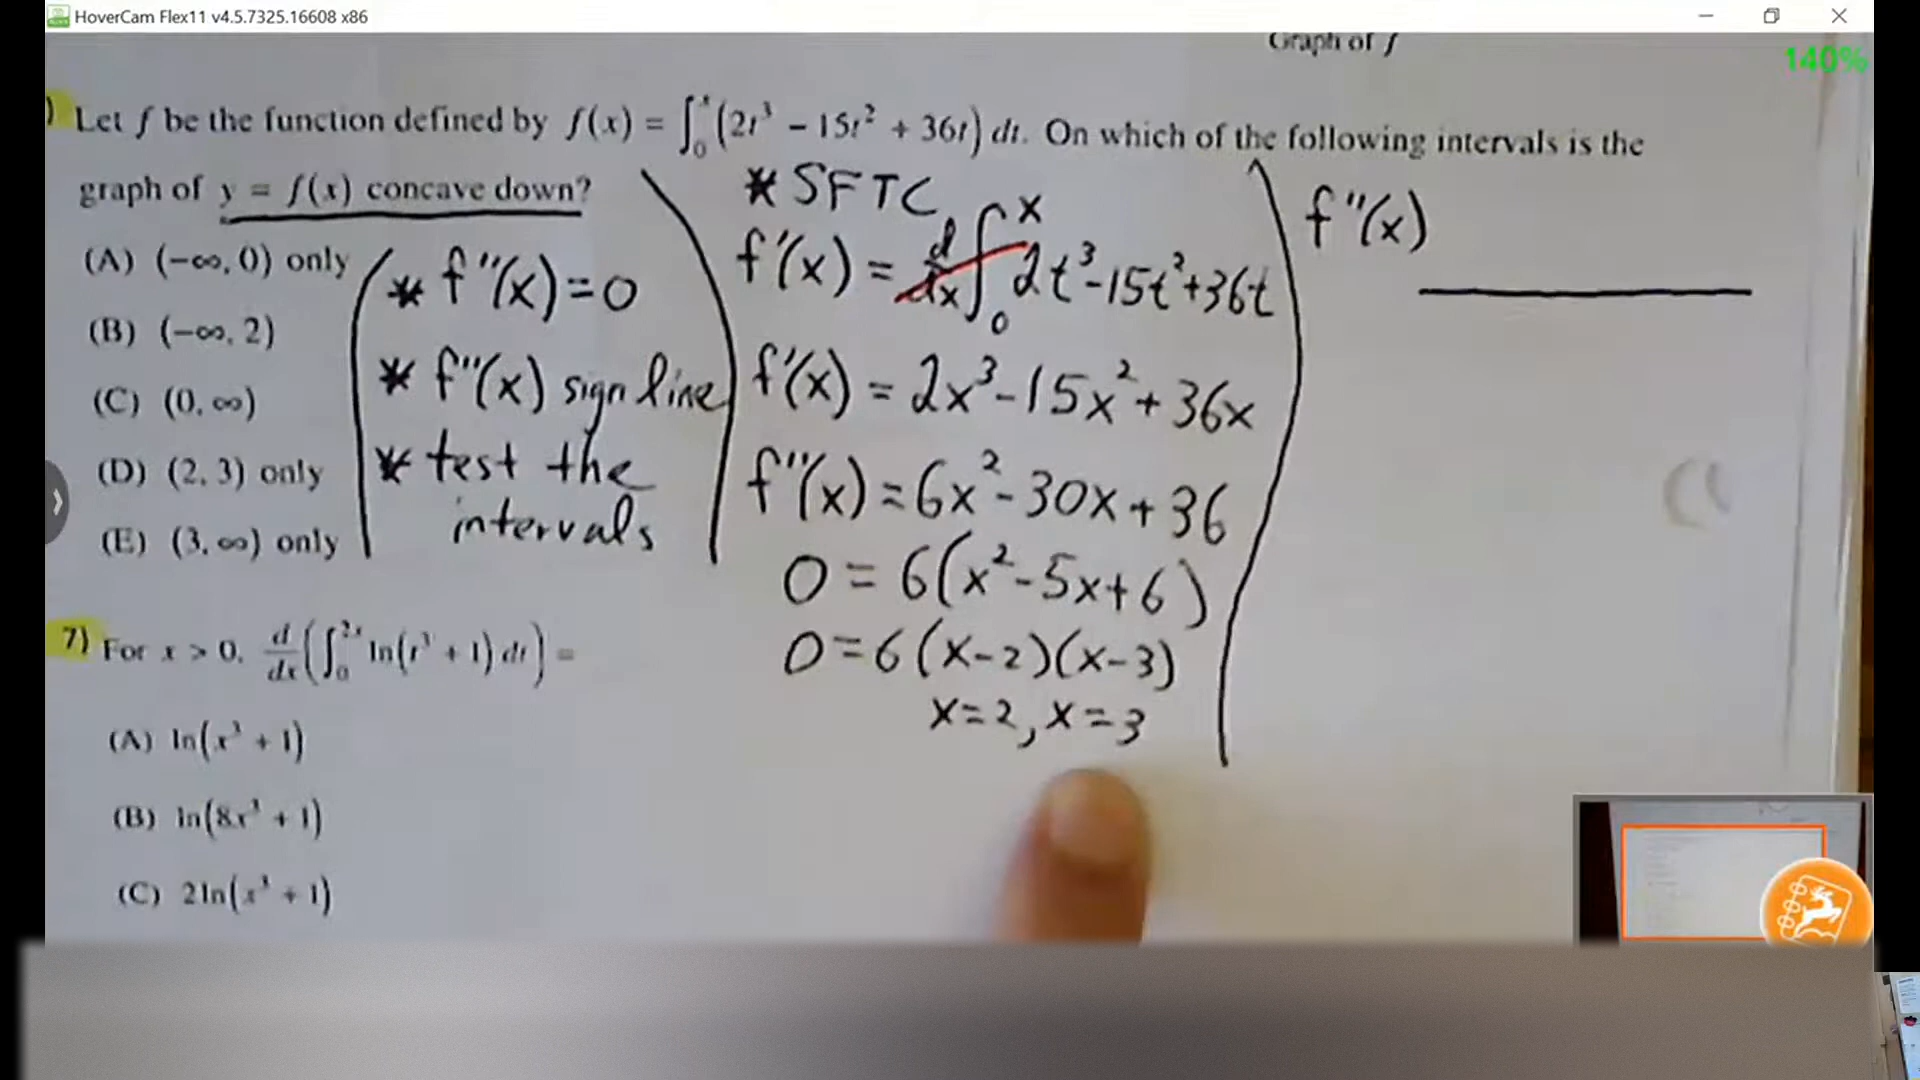 HoverCam Flex11 v4.5.7325.16608 x86
Graph of f
140%
) Let f be the function defined by f(x) = ∫₀ˣ (2t³ − 15t² + 36t) dt. On which of the following intervals is the
graph of y = f(x) concave down?
(A) (−∞, 0) only
(B) (−∞, 2)
(C) (0, ∞)
(D) (2, 3) only
(E) (3, ∞) only
* f''(x)=0
* f''(x) sign line
* test the
intervals
* SFTC
f'(x) = d/dx ∫₀ˣ 2t³-15t²+36t
f'(x) = 2x³-15x²+36x
f''(x) = 6x²-30x+36
0 = 6(x²-5x+6)
0=6(x-2)(x-3)
x=2, x=3
f''(x)
7) For x > 0, d/dx (∫₀²ˣ ln(t³ + 1) dt) =
(A) ln(x³ + 1)
(B) ln(8x³ + 1)
(C) 2 ln(x³ + 1)